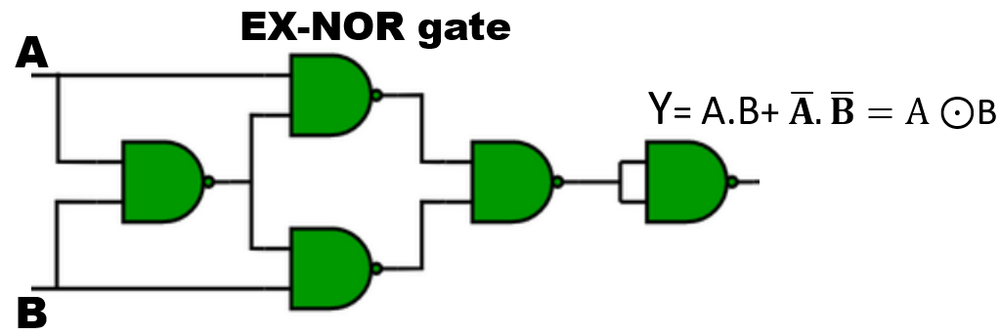 EX-NOR gate
A
Y= A.B+ A̅. B̅ = A ⨀B
B